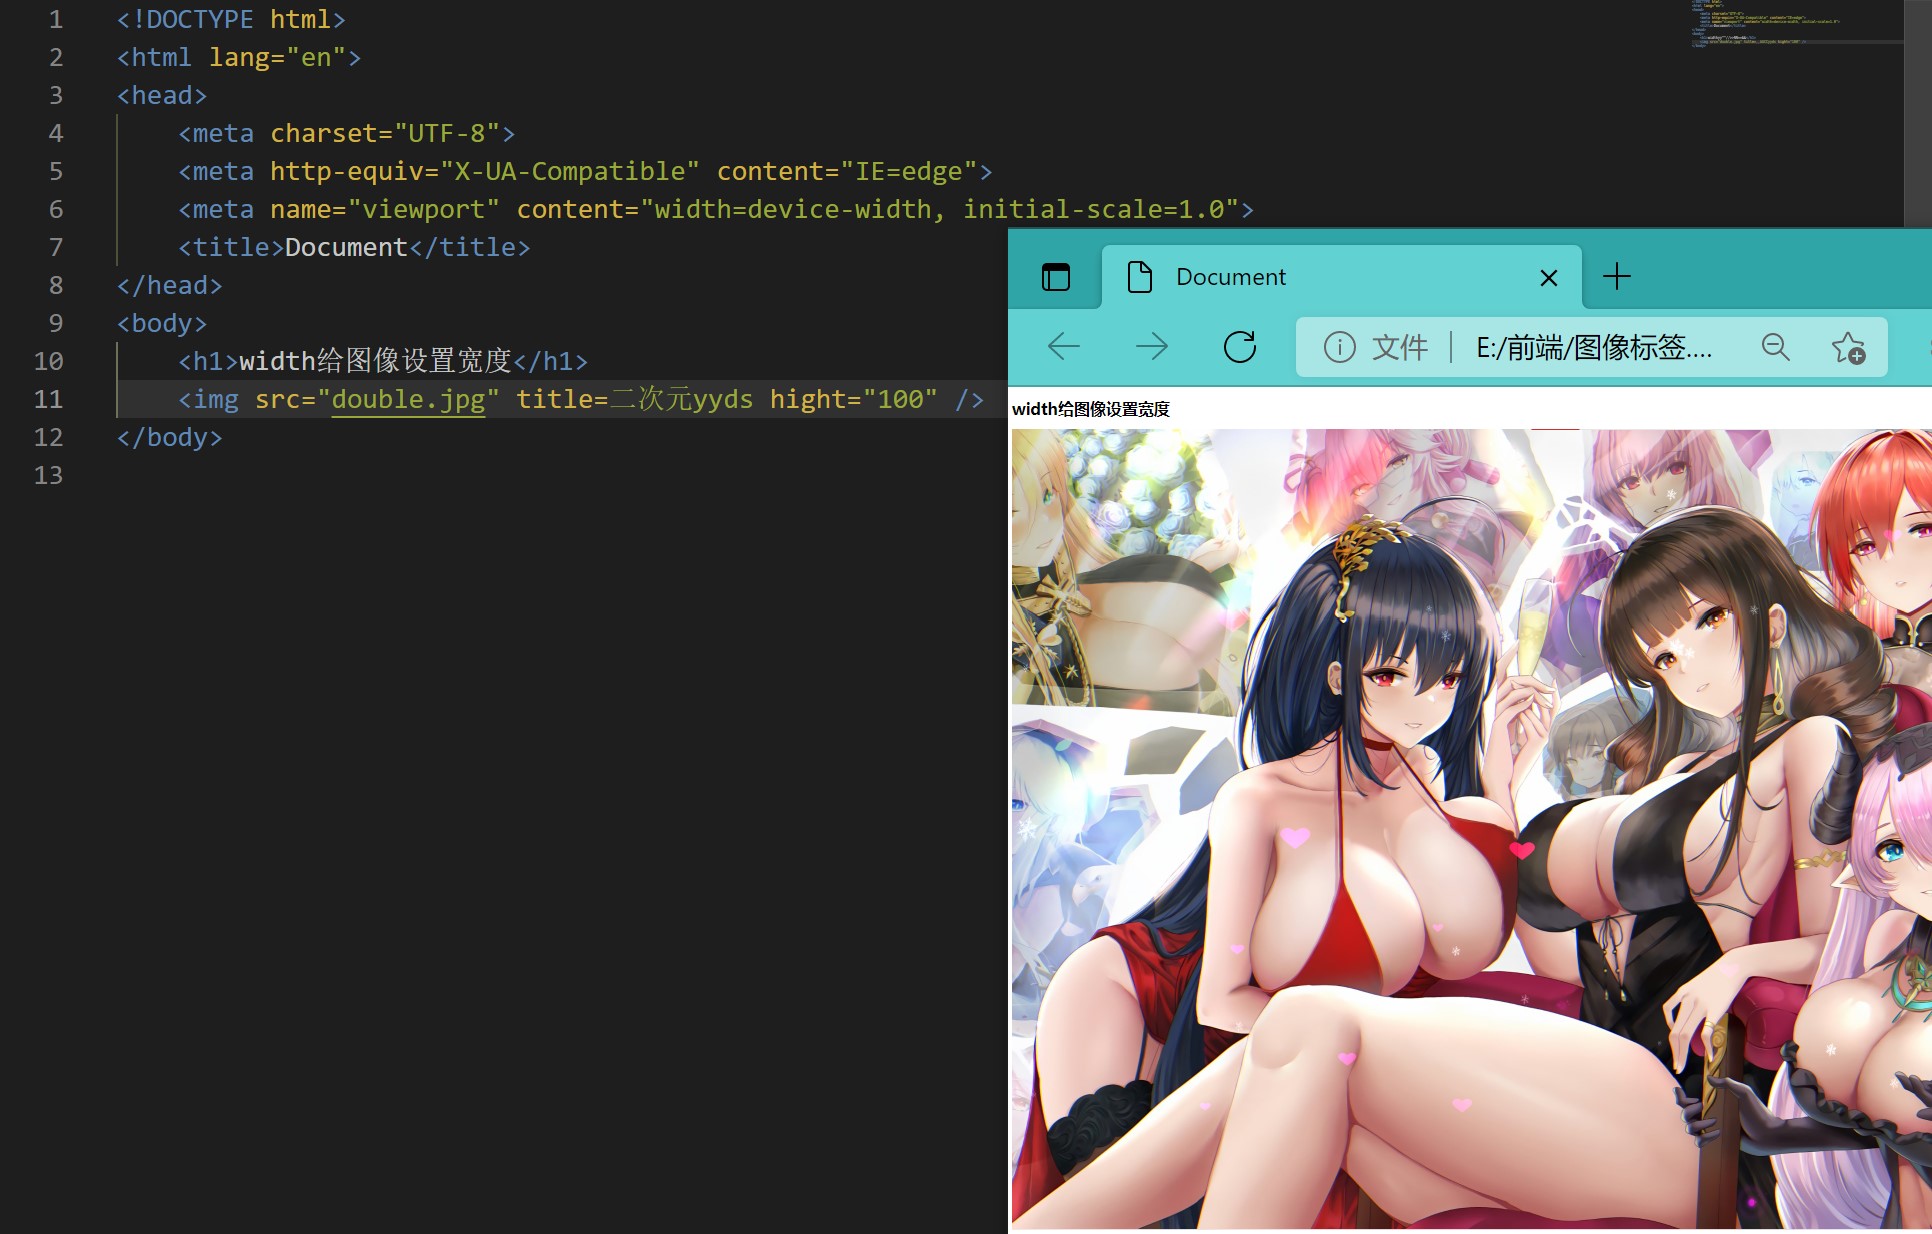 1 <!DOCTYPE html>
2 <html lang="en">
3 <head>
4 <meta charset="UTF-8">
5 <meta http-equiv="X-UA-Compatible" content="IE=edge">
6 <meta name="viewport" content="width=device-width, initial-scale=1.0">
7 <title>Document</title>
8 </head>
9 <body>
10 <h1>width给图像设置宽度</h1>
11 <img src="double.jpg" title=二次元yyds hight="100" />
12 </body>
13
Document
文件 E:/前端/图像标签....
width给图像设置宽度